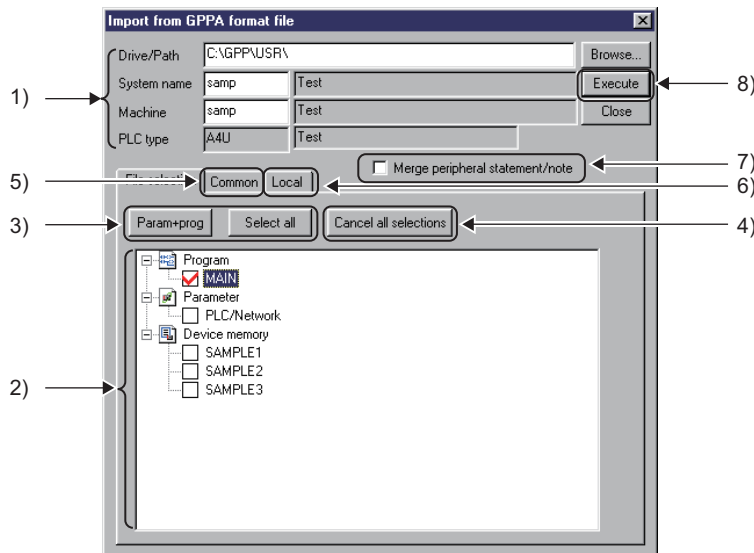 Import from GPPA format file
Drive/Path C:\GPP\USR\ Browse...
1) System name samp Test Execute 8)
Machine samp Test Close
PLC type A4U Test
Merge peripheral statement/note 7)
5) File selection Common Local 6)
3) Param+prog Select all Cancel all selections 4)
Program
MAIN
Parameter
PLC/Network
Device memory
SAMPLE1
SAMPLE2
2) SAMPLE3